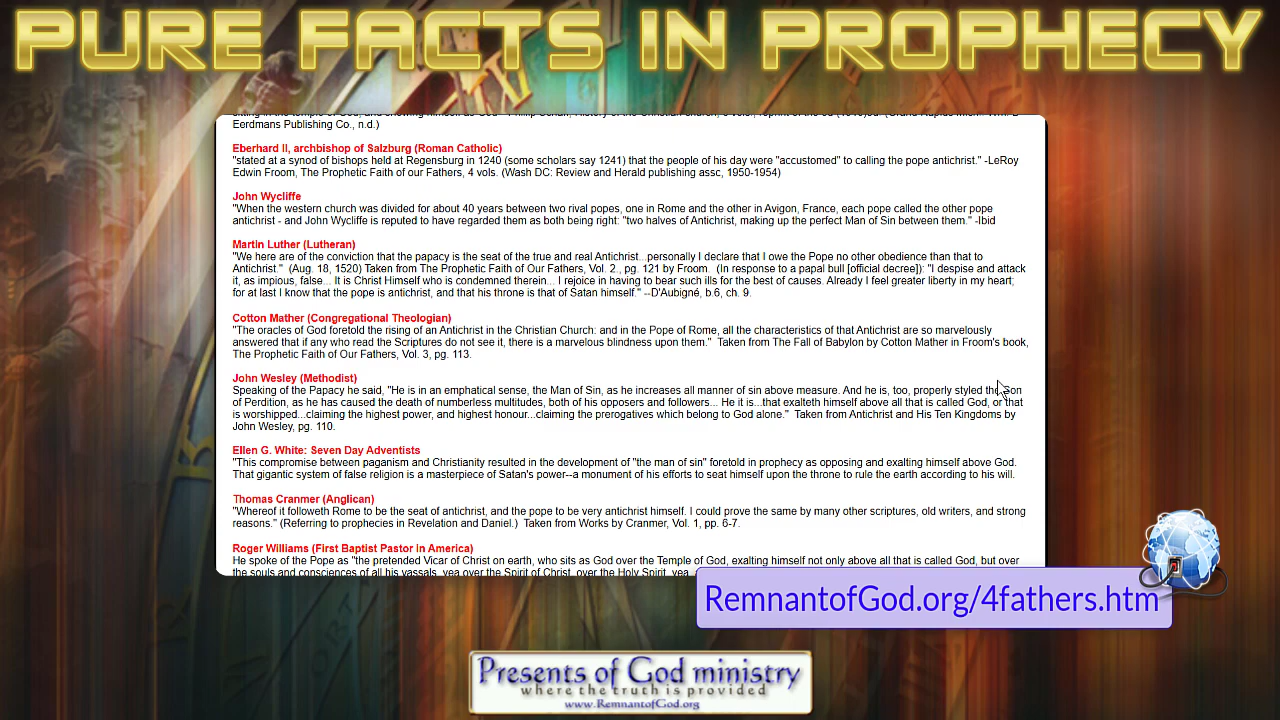 PURE FACTS IN PROPHECY
Eerdmans Publishing Co., n.d.)
Eberhard II, archbishop of Salzburg (Roman Catholic)
"stated at a synod of bishops held at Regensburg in 1240 (some scholars say 1241) that the people of his day were "accustomed" to calling the pope antichrist." -LeRoy
Edwin Froom, The Prophetic Faith of our Fathers, 4 vols. (Wash DC: Review and Herald publishing assc, 1950-1954)
John Wycliffe
"When the western church was divided for about 40 years between two rival popes, one in Rome and the other in Avigon, France, each pope called the other pope
antichrist - and John Wycliffe is reputed to have regarded them as both being right: "two halves of Antichrist, making up the perfect Man of Sin between them." -Ibid
Martin Luther (Lutheran)
"We here are of the conviction that the papacy is the seat of the true and real Antichrist...personally I declare that I owe the Pope no other obedience than that to
Antichrist."  (Aug. 18, 1520) Taken from The Prophetic Faith of Our Fathers, Vol. 2., pg. 121 by Froom.  (In response to a papal bull [official decree]): "I despise and attack
it, as impious, false... It is Christ Himself who is condemned therein... I rejoice in having to bear such ills for the best of causes. Already I feel greater liberty in my heart;
for at last I know that the pope is antichrist, and that his throne is that of Satan himself." --D'Aubigné, b.6, ch. 9.
Cotton Mather (Congregational Theologian)
"The oracles of God foretold the rising of an Antichrist in the Christian Church: and in the Pope of Rome, all the characteristics of that Antichrist are so marvelously
answered that if any who read the Scriptures do not see it, there is a marvelous blindness upon them."  Taken from The Fall of Babylon by Cotton Mather in Froom's book,
The Prophetic Faith of Our Fathers, Vol. 3, pg. 113.
John Wesley (Methodist)
Speaking of the Papacy he said, "He is in an emphatical sense, the Man of Sin, as he increases all manner of sin above measure. And he is, too, properly styled the Son
of Perdition, as he has caused the death of numberless multitudes, both of his opposers and followers... He it is...that exalteth himself above all that is called God, or that
is worshipped...claiming the highest power, and highest honour...claiming the prerogatives which belong to God alone."  Taken from Antichrist and His Ten Kingdoms by
John Wesley, pg. 110.
Ellen G. White: Seven Day Adventists
"This compromise between paganism and Christianity resulted in the development of "the man of sin" foretold in prophecy as opposing and exalting himself above God.
That gigantic system of false religion is a masterpiece of Satan's power--a monument of his efforts to seat himself upon the throne to rule the earth according to his will.
Thomas Cranmer (Anglican)
"Whereof it followeth Rome to be the seat of antichrist, and the pope to be very antichrist himself. I could prove the same by many other scriptures, old writers, and strong
reasons." (Referring to prophecies in Revelation and Daniel.)  Taken from Works by Cranmer, Vol. 1, pp. 6-7.
Roger Williams (First Baptist Pastor in America)
He spoke of the Pope as "the pretended Vicar of Christ on earth, who sits as God over the Temple of God, exalting himself not only above all that is called God, but over
the souls and consciences of all his vassals, yea over the Spirit of Christ, over the Holy Spirit, yea
RemnantofGod.org/4fathers.htm
Presents of God ministry
where the truth is provided
www.RemnantofGod.org